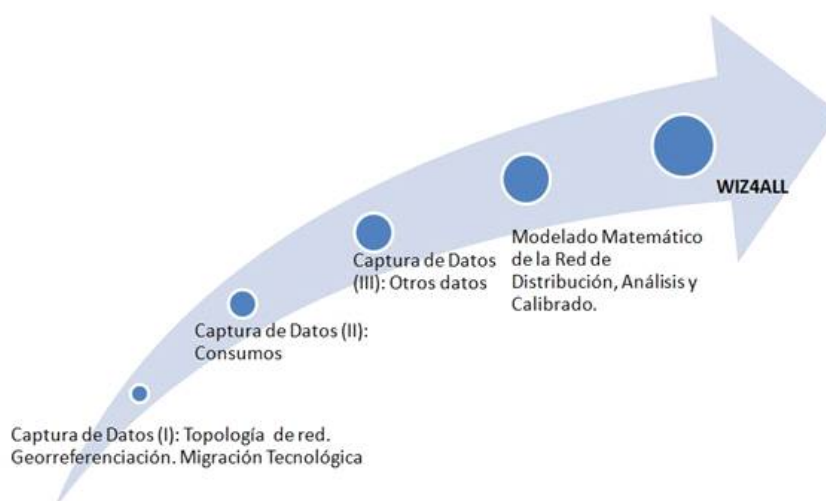 Captura de Datos (I): Topología de red.
Georreferenciación. Migración Tecnológica
Captura de Datos (II):
Consumos
Captura de Datos
(III): Otros datos
Modelado Matemático
de la Red de
Distribución, Análisis y
Calibrado.
WIZ4ALL